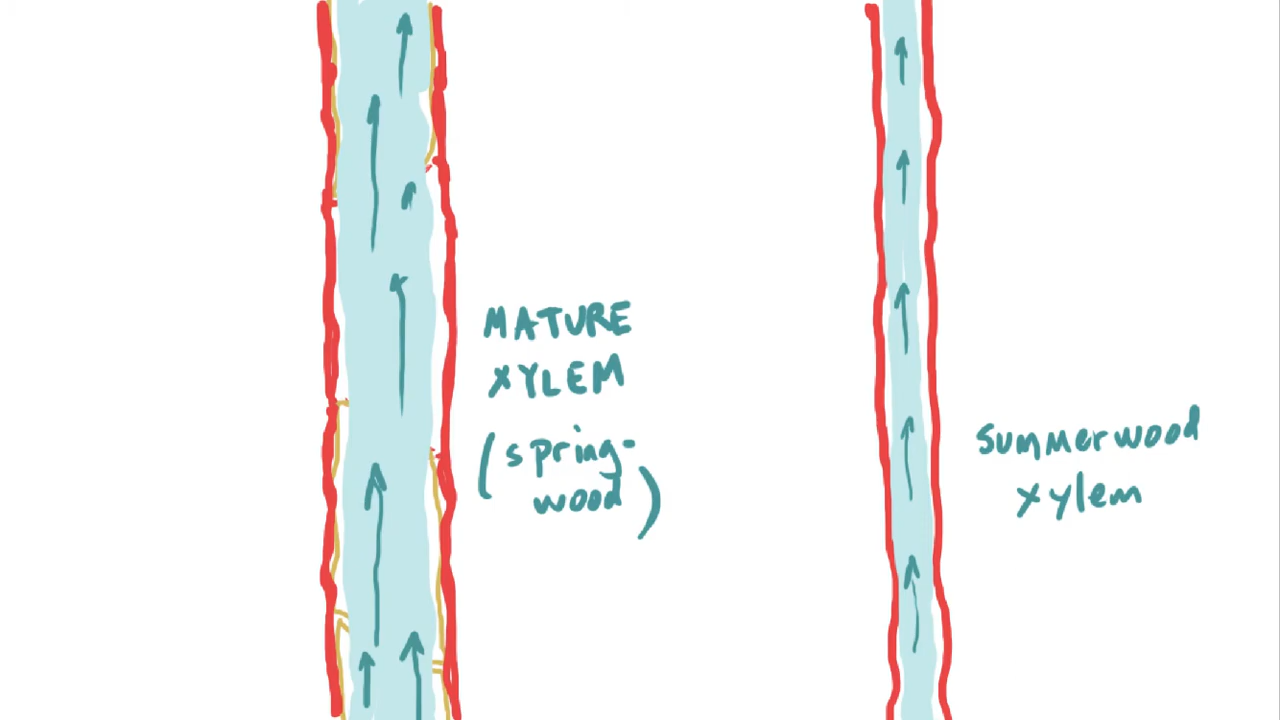 MATURE
XYLEM
(spring-
wood)
Summerwood
xylem